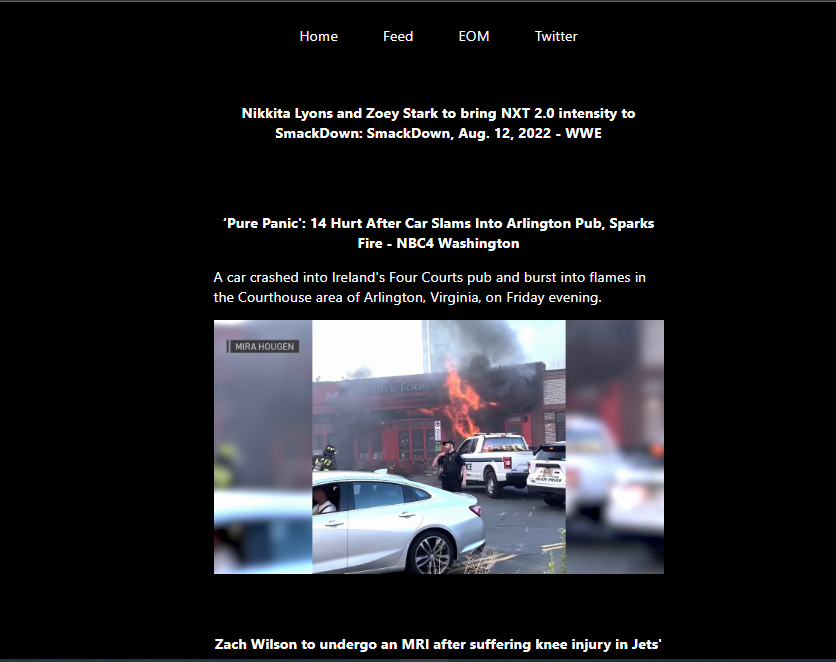 Home Feed EOM Twitter
Nikkita Lyons and Zoey Stark to bring NXT 2.0 intensity to
SmackDown: SmackDown, Aug. 12, 2022 - WWE
'Pure Panic': 14 Hurt After Car Slams Into Arlington Pub, Sparks
Fire - NBC4 Washington
A car crashed into Ireland's Four Courts pub and burst into flames in
the Courthouse area of Arlington, Virginia, on Friday evening.
MIRA HOUGEN
Zach Wilson to undergo an MRI after suffering knee injury in Jets'